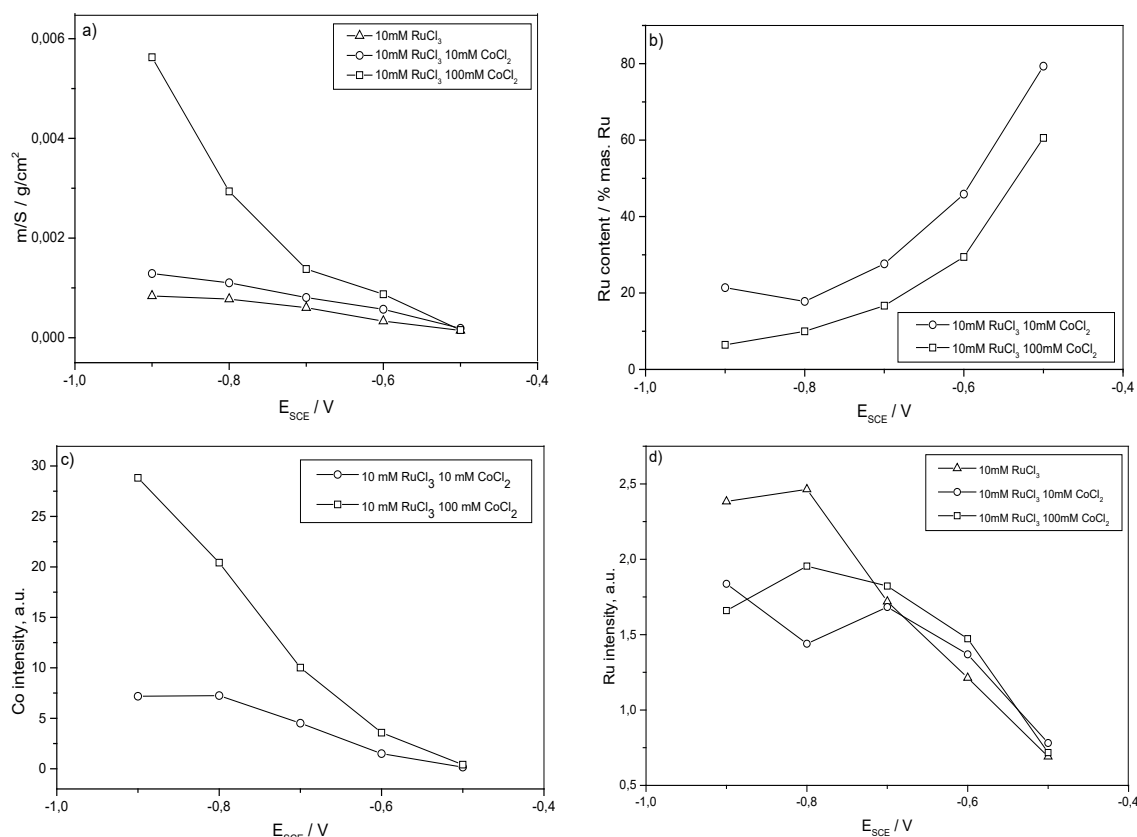 a)
10mM RuCl3
10mM RuCl3 10mM CoCl2
10mM RuCl3 100mM CoCl2
0,006
0,004
0,002
0,000
m/S / g/cm2
-1,0 -0,8 -0,6 -0,4
ESCE / V
b)
80
60
40
20
0
Ru content / % mas. Ru
10mM RuCl3 10mM CoCl2
10mM RuCl3 100mM CoCl2
-1,0 -0,8 -0,6 -0,4
ESCE / V
c)
10 mM RuCl3 10 mM CoCl2
10 mM RuCl3 100 mM CoCl2
30
25
20
15
10
5
0
Co intensity, a.u.
-1,0 -0,8 -0,6 -0,4
ESCE / V
d)
10mM RuCl3
10mM RuCl3 10mM CoCl2
10mM RuCl3 100mM CoCl2
2,5
2,0
1,5
1,0
0,5
Ru intensity, a.u.
-1,0 -0,8 -0,6 -0,4
ESCE / V